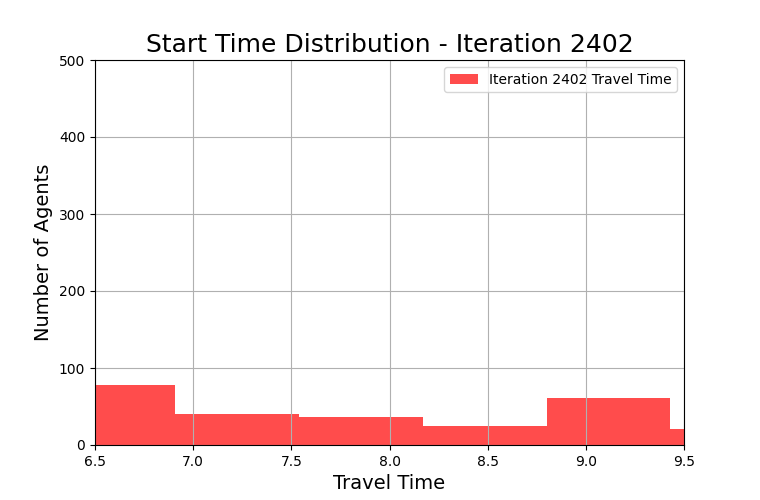 Start Time Distribution - Iteration 2402
Iteration 2402 Travel Time
Number of Agents
500
400
300
200
100
0
6.5 7.0 7.5 8.0 8.5 9.0 9.5
Travel Time